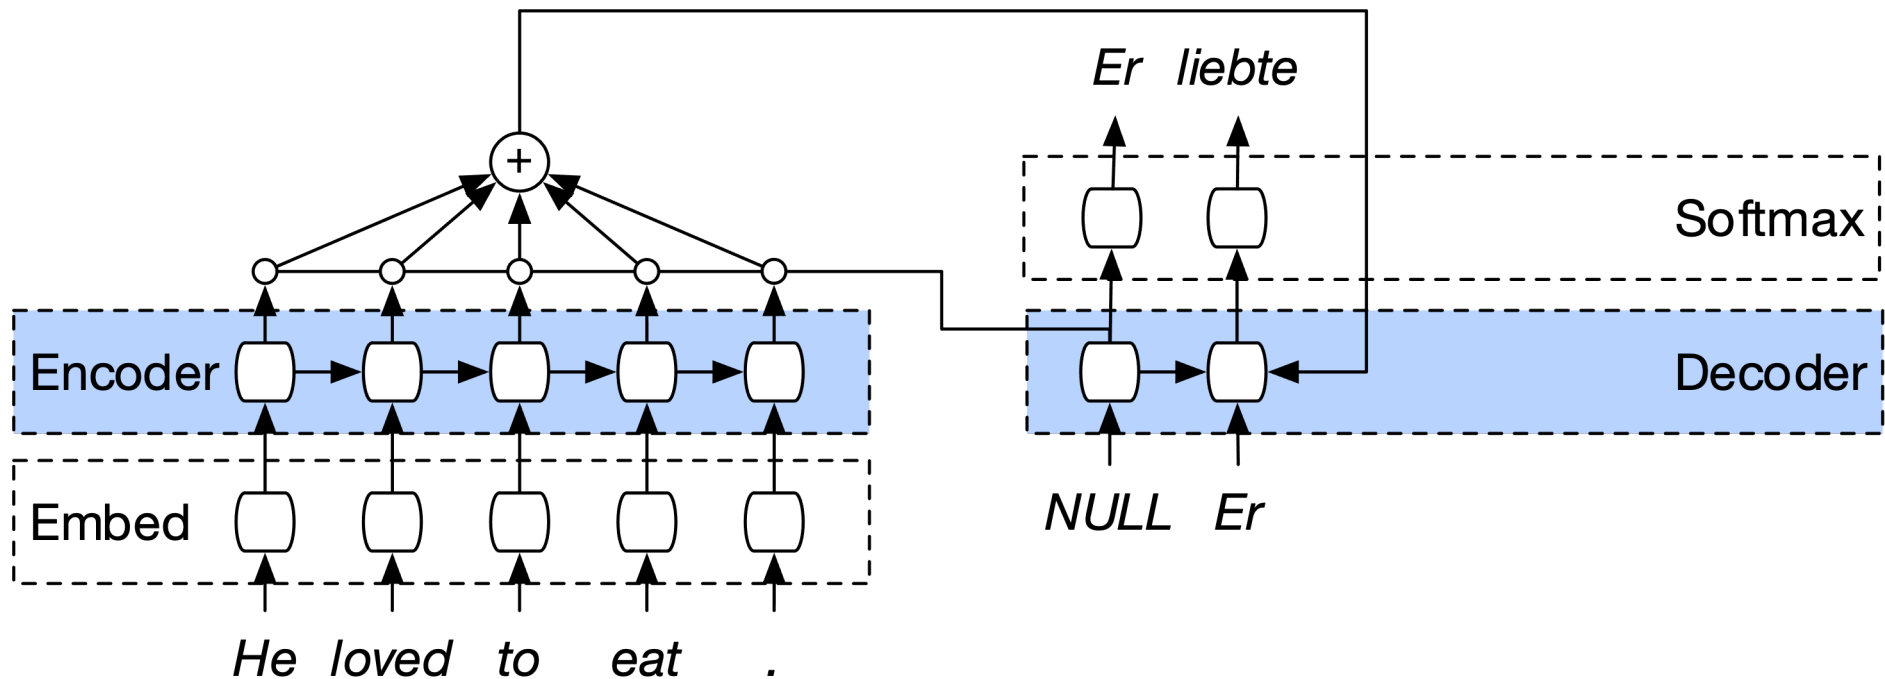 Er liebte
+
Softmax
Encoder
Decoder
Embed
NULL Er
He loved to eat .